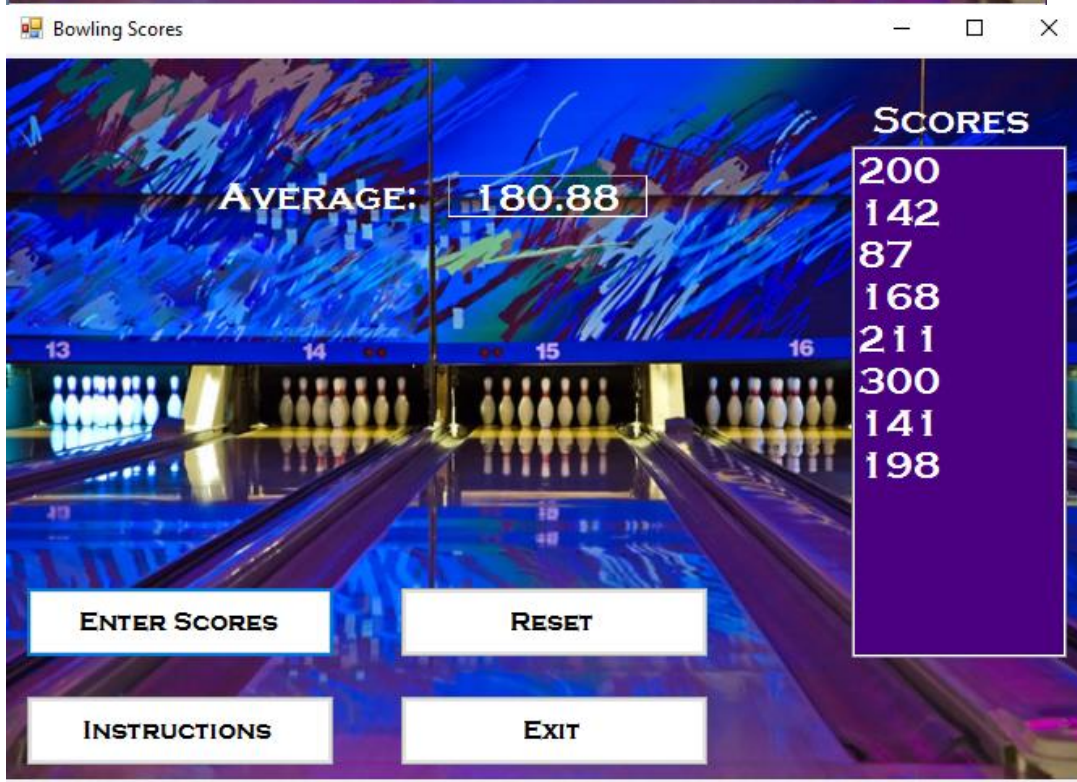 Bowling Scores
SCORES
AVERAGE: 180.88
200
142
87
168
211
300
141
198
13 14 15 16
ENTER SCORES
RESET
INSTRUCTIONS
EXIT